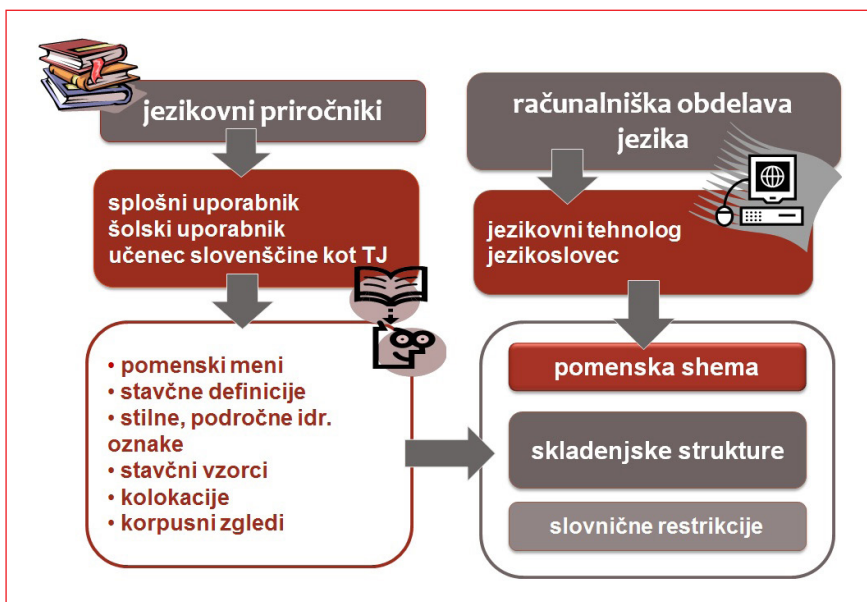 jezikovni priročniki
splošni uporabnik
šolski uporabnik
učenec slovenščine kot TJ
• pomenski meni
• stavčne definicije
• stilne, področne idr.
oznake
• stavčni vzorci
• kolokacije
• korpusni zgledi
računalniška obdelava
jezika
jezikovni tehnolog
jezikoslovec
pomenska shema
skladenjske strukture
slovnične restrikcije